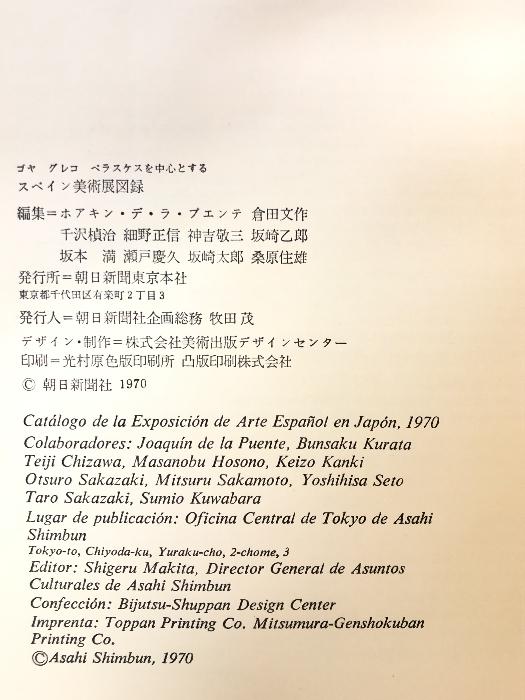 ゴヤ グレコ ベラスケスを中心とする
スペイン美術展図録
編集=ホアキン・デ・ラ・プエンテ 倉田文作
千沢楨治 細野正信 神吉敬三 坂崎乙郎
坂本 満 瀬戸慶久 坂崎太郎 桑原住雄
発行所=朝日新聞東京本社
東京都千代田区有楽町2丁目3
発行人=朝日新聞社企画総務 牧田茂
デザイン・制作=株式会社美術出版デザインセンター
印刷=光村原色版印刷所 凸版印刷株式会社
© 朝日新聞社 1970
Catálogo de la Exposición de Arte Español en Japón, 1970
Colaboradores: Joaquín de la Puente, Bunsaku Kurata
Teiji Chizawa, Masanobu Hosono, Keizo Kanki
Otsuro Sakazaki, Mitsuru Sakamoto, Yoshihisa Seto
Taro Sakazaki, Sumio Kuwabara
Lugar de publicación: Oficina Central de Tokyo de Asahi
Shimbun
Tokyo-to, Chiyoda-ku, Yuraku-cho, 2-chome, 3
Editor: Shigeru Makita, Director General de Asuntos
Culturales de Asahi Shimbun
Confección: Bijutsu-Shuppan Design Center
Imprenta: Toppan Printing Co. Mitsumura-Genshokuban
Printing Co.
©Asahi Shimbun, 1970